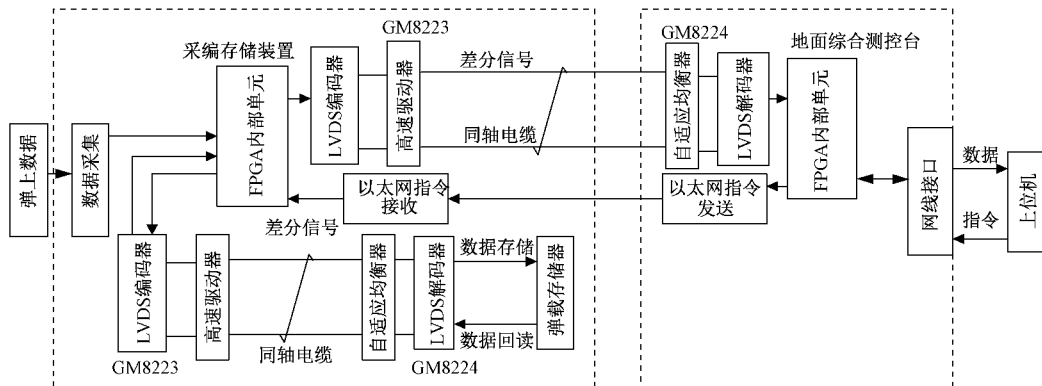 GM8223
GM8224
采编存储装置
地面综合测控台
弹上数据
数据采集
FPGA内部单元
LVDS编码器
高速驱动器
差分信号
同轴电缆
自适应均衡器
LVDS解码器
FPGA内部单元
网线接口
数据
指令
上位机
以太网指令
接收
以太网指令
发送
LVDS编码器
高速驱动器
差分信号
同轴电缆
自适应均衡器
LVDS解码器
数据存储
数据回读
弹载存储器
GM8223
GM8224